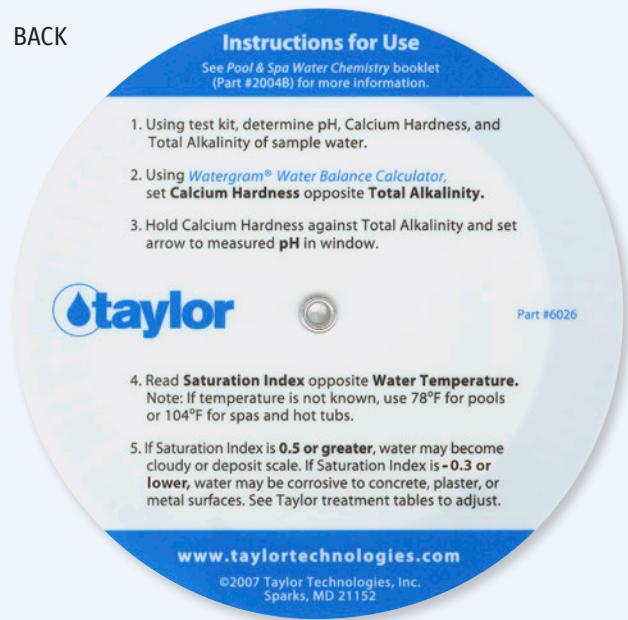 BACK
Instructions for Use
See Pool & Spa Water Chemistry booklet
(Part #2004B) for more information.
1. Using test kit, determine pH, Calcium Hardness, and
Total Alkalinity of sample water.
2. Using Watergram® Water Balance Calculator,
set Calcium Hardness opposite Total Alkalinity.
3. Hold Calcium Hardness against Total Alkalinity and set
arrow to measured pH in window.
taylor
Part #6026
4. Read Saturation Index opposite Water Temperature.
Note: If temperature is not known, use 78°F for pools
or 104°F for spas and hot tubs.
5. If Saturation Index is 0.5 or greater, water may become
cloudy or deposit scale. If Saturation Index is -0.3 or
lower, water may be corrosive to concrete, plaster, or
metal surfaces. See Taylor treatment tables to adjust.
www.taylortechnologies.com
©2007 Taylor Technologies, Inc.
Sparks, MD 21152